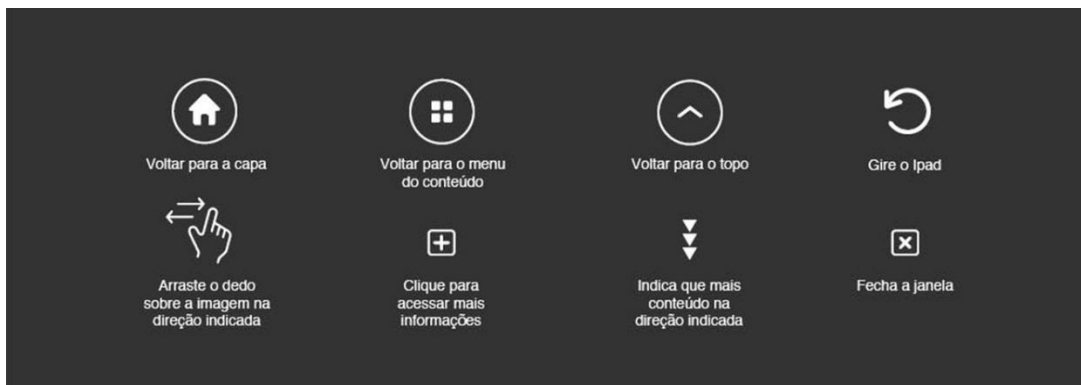 Voltar para a capa
Voltar para o menu
do conteúdo
Voltar para o topo
Gire o Ipad
Arraste o dedo
sobre a imagem na
direção indicada
Clique para
acessar mais
informações
Indica que mais
conteúdo na
direção indicada
Fecha a janela